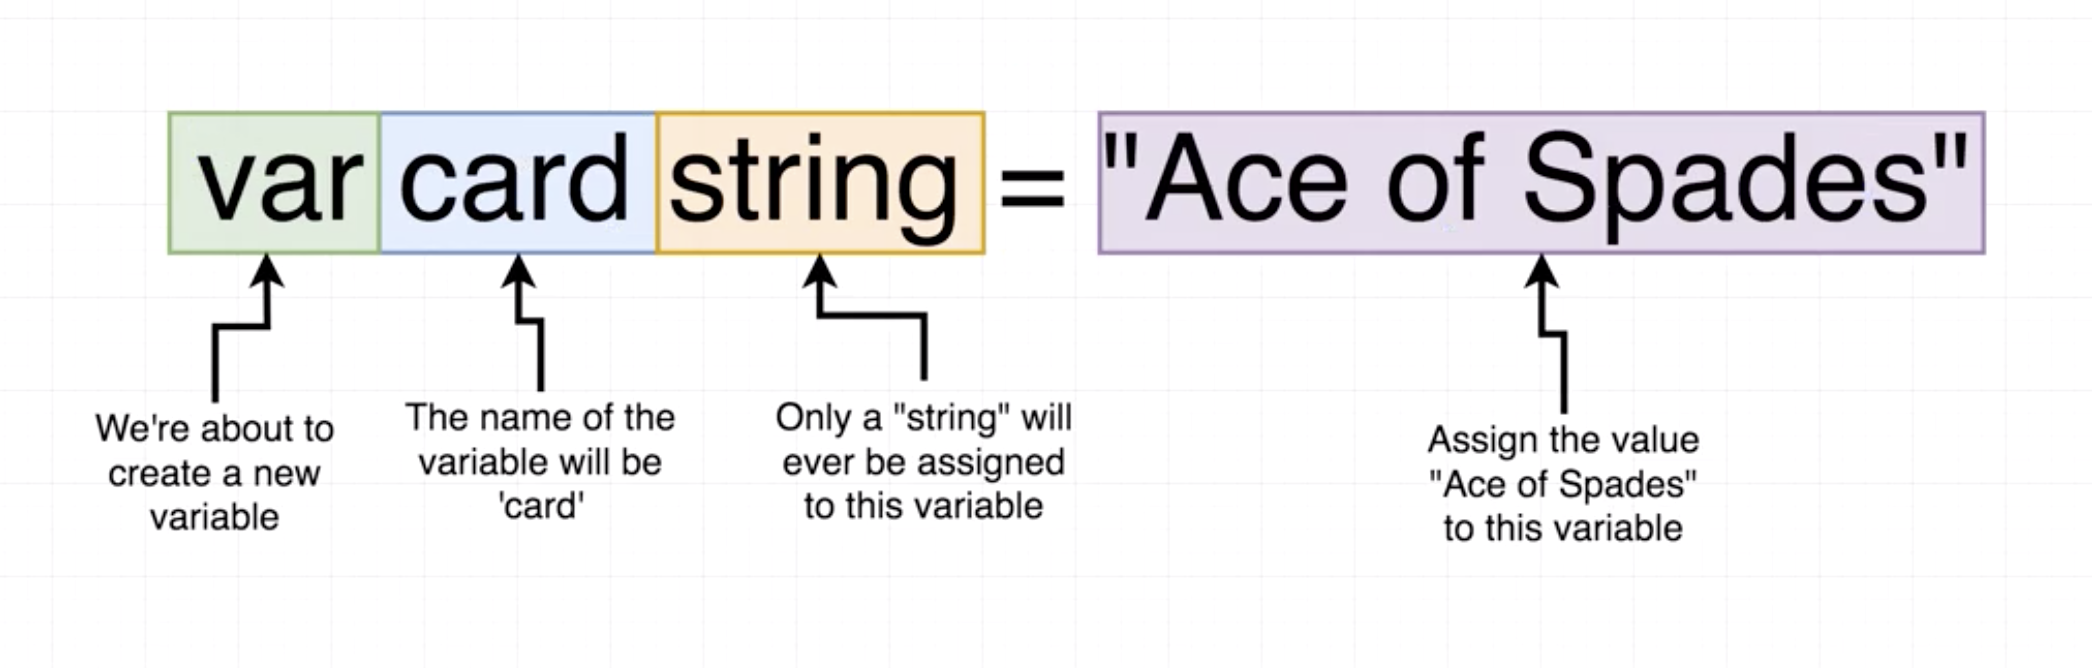 var card string = "Ace of Spades"
We're about to
create a new
variable
The name of the
variable will be
'card'
Only a "string" will
ever be assigned
to this variable
Assign the value
"Ace of Spades"
to this variable